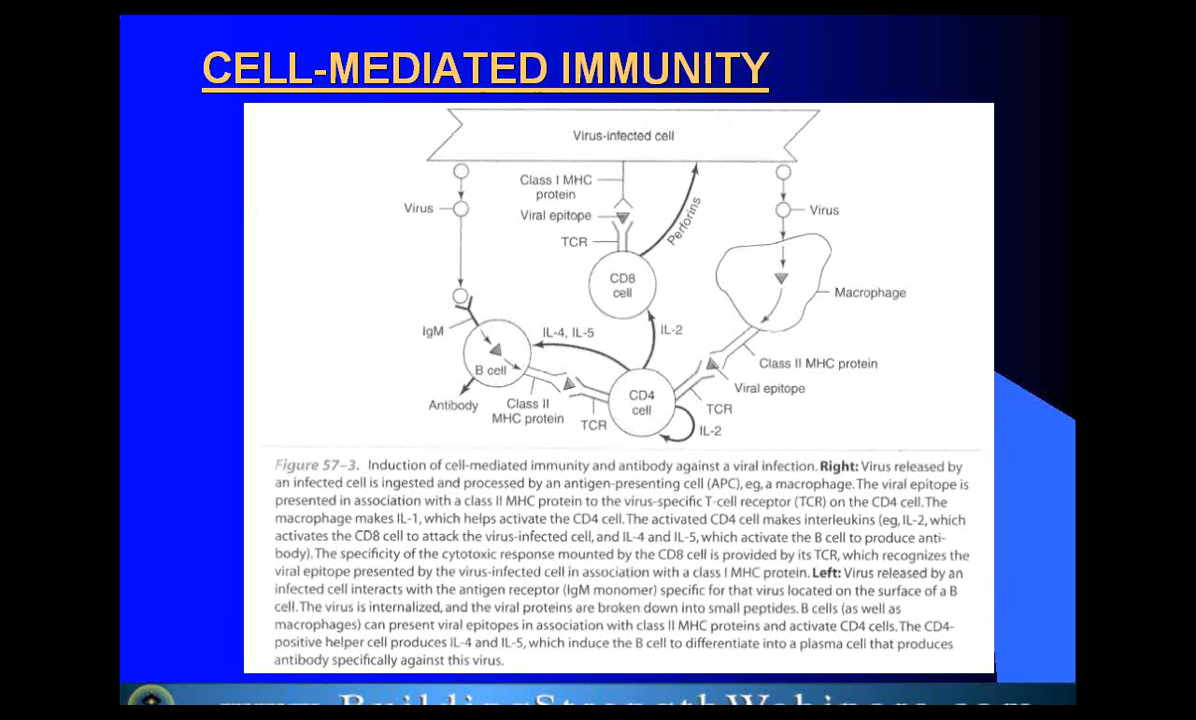 CELL-MEDIATED IMMUNITY
Virus-infected cell
Class I MHC
protein
Virus
Viral epitope
Virus
TCR
Perforins
CD8
cell
Macrophage
IgM
IL-4, IL-5
IL-2
B cell
Class II MHC protein
Viral epitope
CD4
cell
Antibody
Class II
MHC protein
TCR
TCR
IL-2
Figure 57–3. Induction of cell-mediated immunity and antibody against a viral infection. Right: Virus released by
an infected cell is ingested and processed by an antigen-presenting cell (APC), eg, a macrophage. The viral epitope is
presented in association with a class II MHC protein to the virus-specific T-cell receptor (TCR) on the CD4 cell. The
macrophage makes IL-1, which helps activate the CD4 cell. The activated CD4 cell makes interleukins (eg, IL-2, which
activates the CD8 cell to attack the virus-infected cell, and IL-4 and IL-5, which activate the B cell to produce anti-
body). The specificity of the cytotoxic response mounted by the CD8 cell is provided by its TCR, which recognizes the
viral epitope presented by the virus-infected cell in association with a class I MHC protein. Left: Virus released by an
infected cell interacts with the antigen receptor (IgM monomer) specific for that virus located on the surface of a B
cell. The virus is internalized, and the viral proteins are broken down into small peptides. B cells (as well as
macrophages) can present viral epitopes in association with class II MHC proteins and activate CD4 cells. The CD4-
positive helper cell produces IL-4 and IL-5, which induce the B cell to differentiate into a plasma cell that produces
antibody specifically against this virus.
www.BuildingStrengthWebinars.com